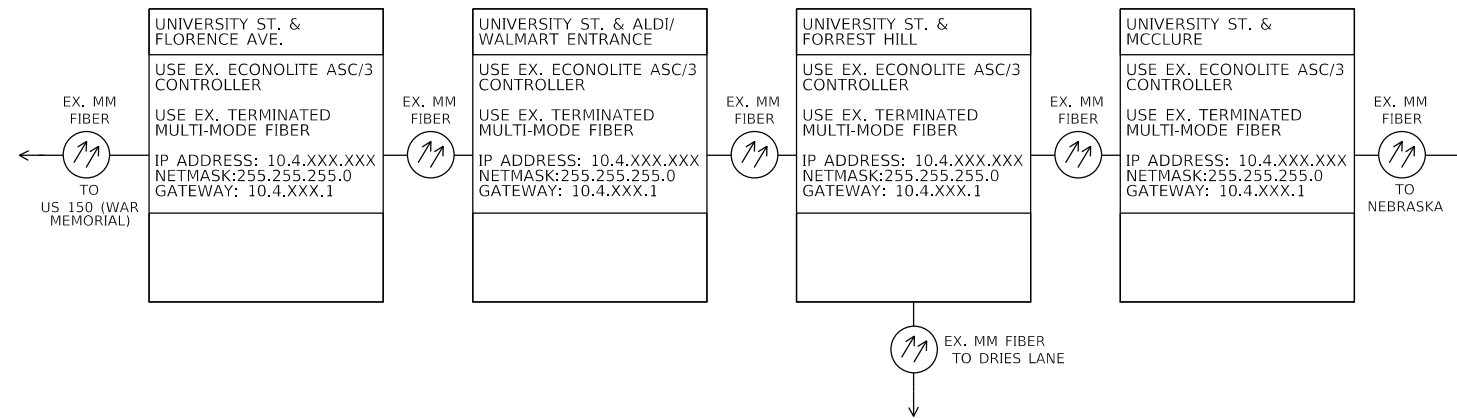 UNIVERSITY ST. &
FLORENCE AVE.
USE EX. ECONOLITE ASC/3
CONTROLLER
USE EX. TERMINATED
MULTI-MODE FIBER
IP ADDRESS: 10.4.XXX.XXX
NETMASK:255.255.255.0
GATEWAY: 10.4.XXX.1
UNIVERSITY ST. & ALDI/
WALMART ENTRANCE
USE EX. ECONOLITE ASC/3
CONTROLLER
USE EX. TERMINATED
MULTI-MODE FIBER
IP ADDRESS: 10.4.XXX.XXX
NETMASK:255.255.255.0
GATEWAY: 10.4.XXX.1
UNIVERSITY ST. &
FORREST HILL
USE EX. ECONOLITE ASC/3
CONTROLLER
USE EX. TERMINATED
MULTI-MODE FIBER
IP ADDRESS: 10.4.XXX.XXX
NETMASK:255.255.255.0
GATEWAY: 10.4.XXX.1
UNIVERSITY ST. &
MCCLURE
USE EX. ECONOLITE ASC/3
CONTROLLER
USE EX. TERMINATED
MULTI-MODE FIBER
IP ADDRESS: 10.4.XXX.XXX
NETMASK:255.255.255.0
GATEWAY: 10.4.XXX.1
EX. MM
FIBER
TO
US 150 (WAR
MEMORIAL)
EX. MM
FIBER
EX. MM
FIBER
EX. MM
FIBER
EX. MM
FIBER
TO
NEBRASKA
EX. MM FIBER
TO DRIES LANE